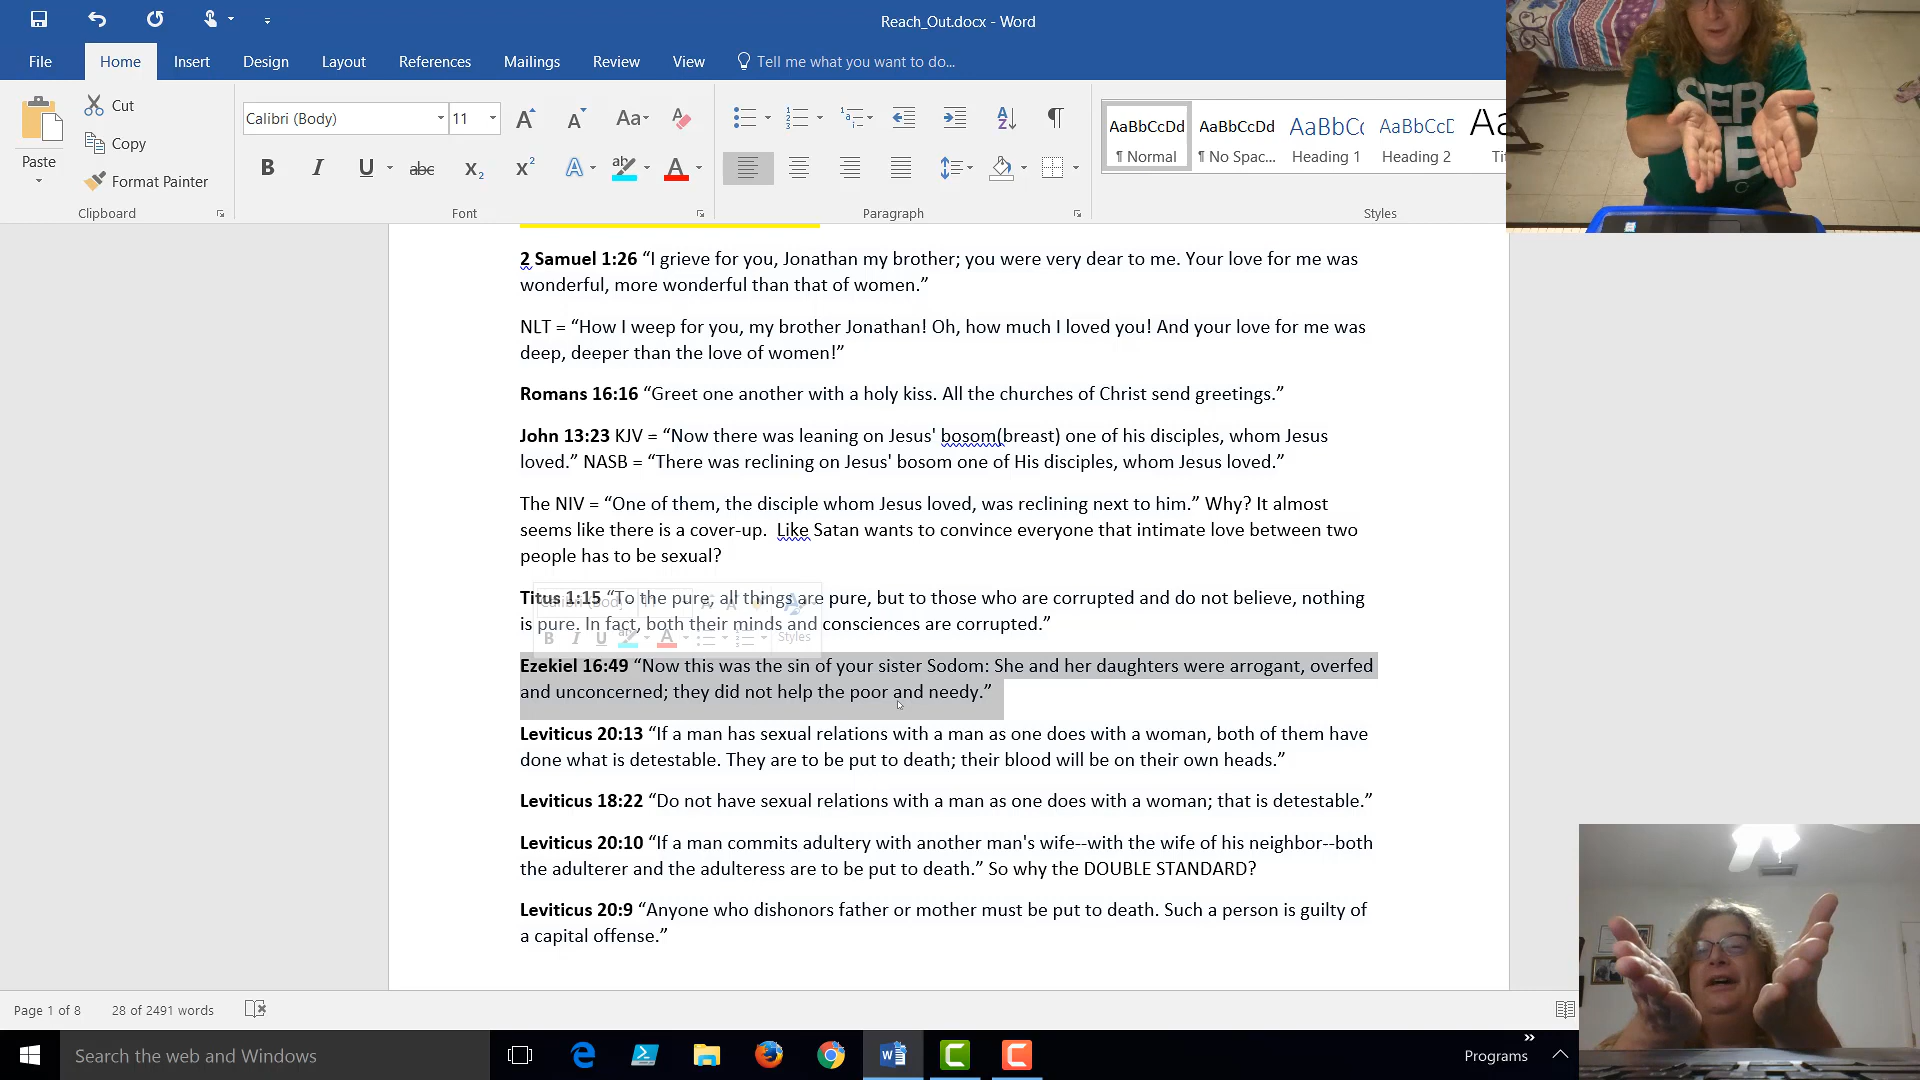 Reach_Out.docx - Word
File Home Insert Design Layout References Mailings Review View Tell me what you want to do...
Paste
Cut
Copy
Format Painter
Clipboard
Calibri (Body) 11
Font
Paragraph
AaBbCcDd AaBbCcDd AaBbCc AaBbCcD Aa
¶ Normal ¶ No Spac... Heading 1 Heading 2
Styles
2 Samuel 1:26 “I grieve for you, Jonathan my brother; you were very dear to me. Your love for me was
wonderful, more wonderful than that of women.”
NLT = “How I weep for you, my brother Jonathan! Oh, how much I loved you! And your love for me was
deep, deeper than the love of women!”
Romans 16:16 “Greet one another with a holy kiss. All the churches of Christ send greetings.”
John 13:23 KJV = “Now there was leaning on Jesus' bosom(breast) one of his disciples, whom Jesus
loved.” NASB = “There was reclining on Jesus' bosom one of His disciples, whom Jesus loved.”
The NIV = “One of them, the disciple whom Jesus loved, was reclining next to him.” Why? It almost
seems like there is a cover-up.  Like Satan wants to convince everyone that intimate love between two
people has to be sexual?
Titus 1:15 “To the pure, all things are pure, but to those who are corrupted and do not believe, nothing
is pure. In fact, both their minds and consciences are corrupted.”
Styles
Ezekiel 16:49 “Now this was the sin of your sister Sodom: She and her daughters were arrogant, overfed
and unconcerned; they did not help the poor and needy.”
Leviticus 20:13 “If a man has sexual relations with a man as one does with a woman, both of them have
done what is detestable. They are to be put to death; their blood will be on their own heads.”
Leviticus 18:22 “Do not have sexual relations with a man as one does with a woman; that is detestable.”
Leviticus 20:10 “If a man commits adultery with another man's wife--with the wife of his neighbor--both
the adulterer and the adulteress are to be put to death.” So why the DOUBLE STANDARD?
Leviticus 20:9 “Anyone who dishonors father or mother must be put to death. Such a person is guilty of
a capital offense.”
Page 1 of 8 28 of 2491 words
Search the web and Windows
Programs